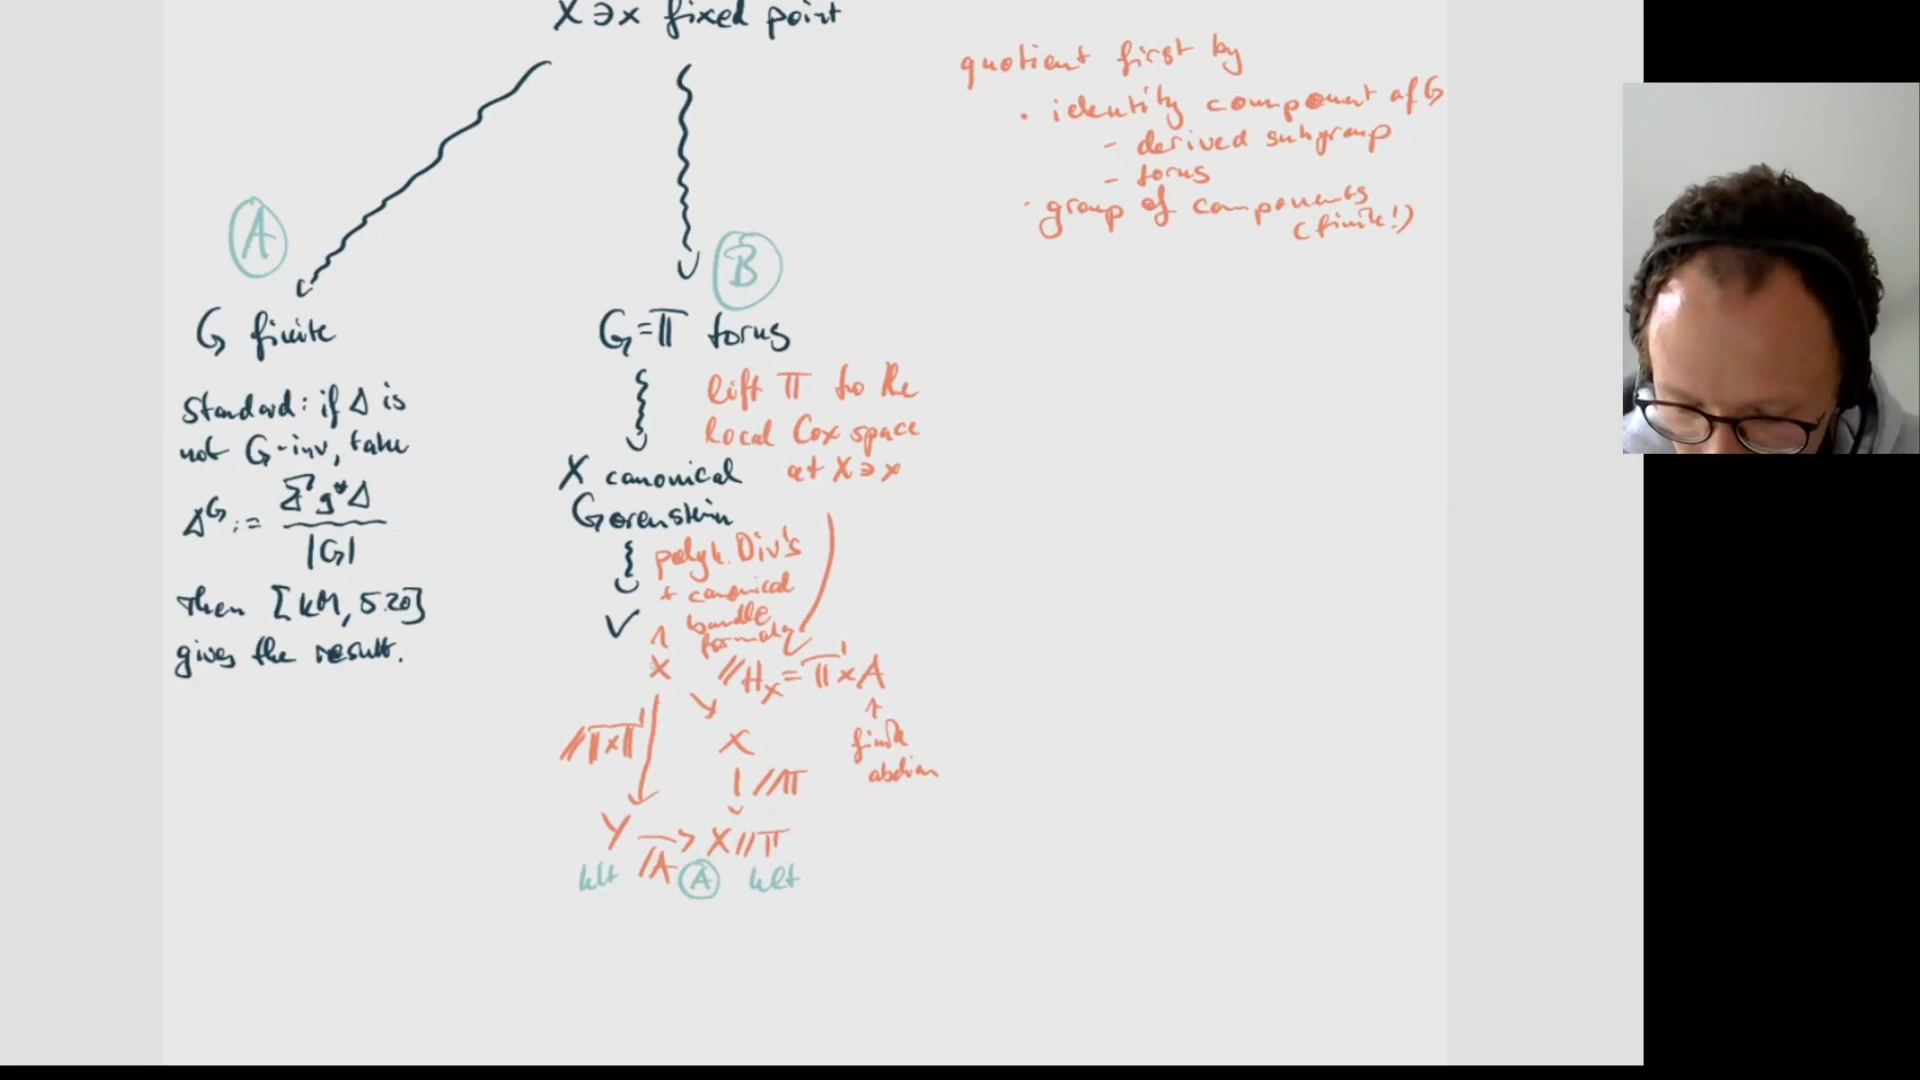 X ∋ x fixed point
quotient first by
· identity component of G
- derived subgroup
- torus
· group of components
(finite!)
A
B
G finite
G = 𝕋 torus
Standard: if Δ is
not G-inv, take
Δ^G := Σ g*Δ / |G|
Then [KM, 5.20]
gives the result.
lift 𝕋 to the
local Cox space
at X ∋ x
X canonical
Gorenstein
polyh. Div's
+ canonical
bundle
formula
✓
^
X
//H_X = 𝕋' × A
↑
finite
abelian
//𝕋×𝕋'
X
//𝕋
Y → X//𝕋
/A
klt
A
klt